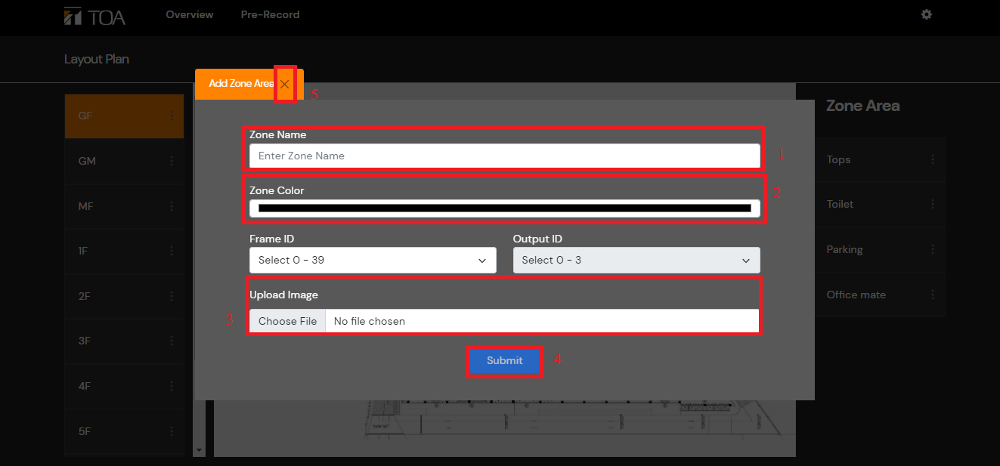 TOA
Overview
Pre-Record
Layout Plan
Add Zone Area
5
GF
GM
MF
1F
2F
3F
4F
5F
Zone Name
Enter Zone Name
1
Zone Color
2
Frame ID
Output ID
Select 0 - 39
Select 0 - 3
Upload Image
3
Choose File
No file chosen
Submit
4
Zone Area
Tops
Toilet
Parking
Office mate